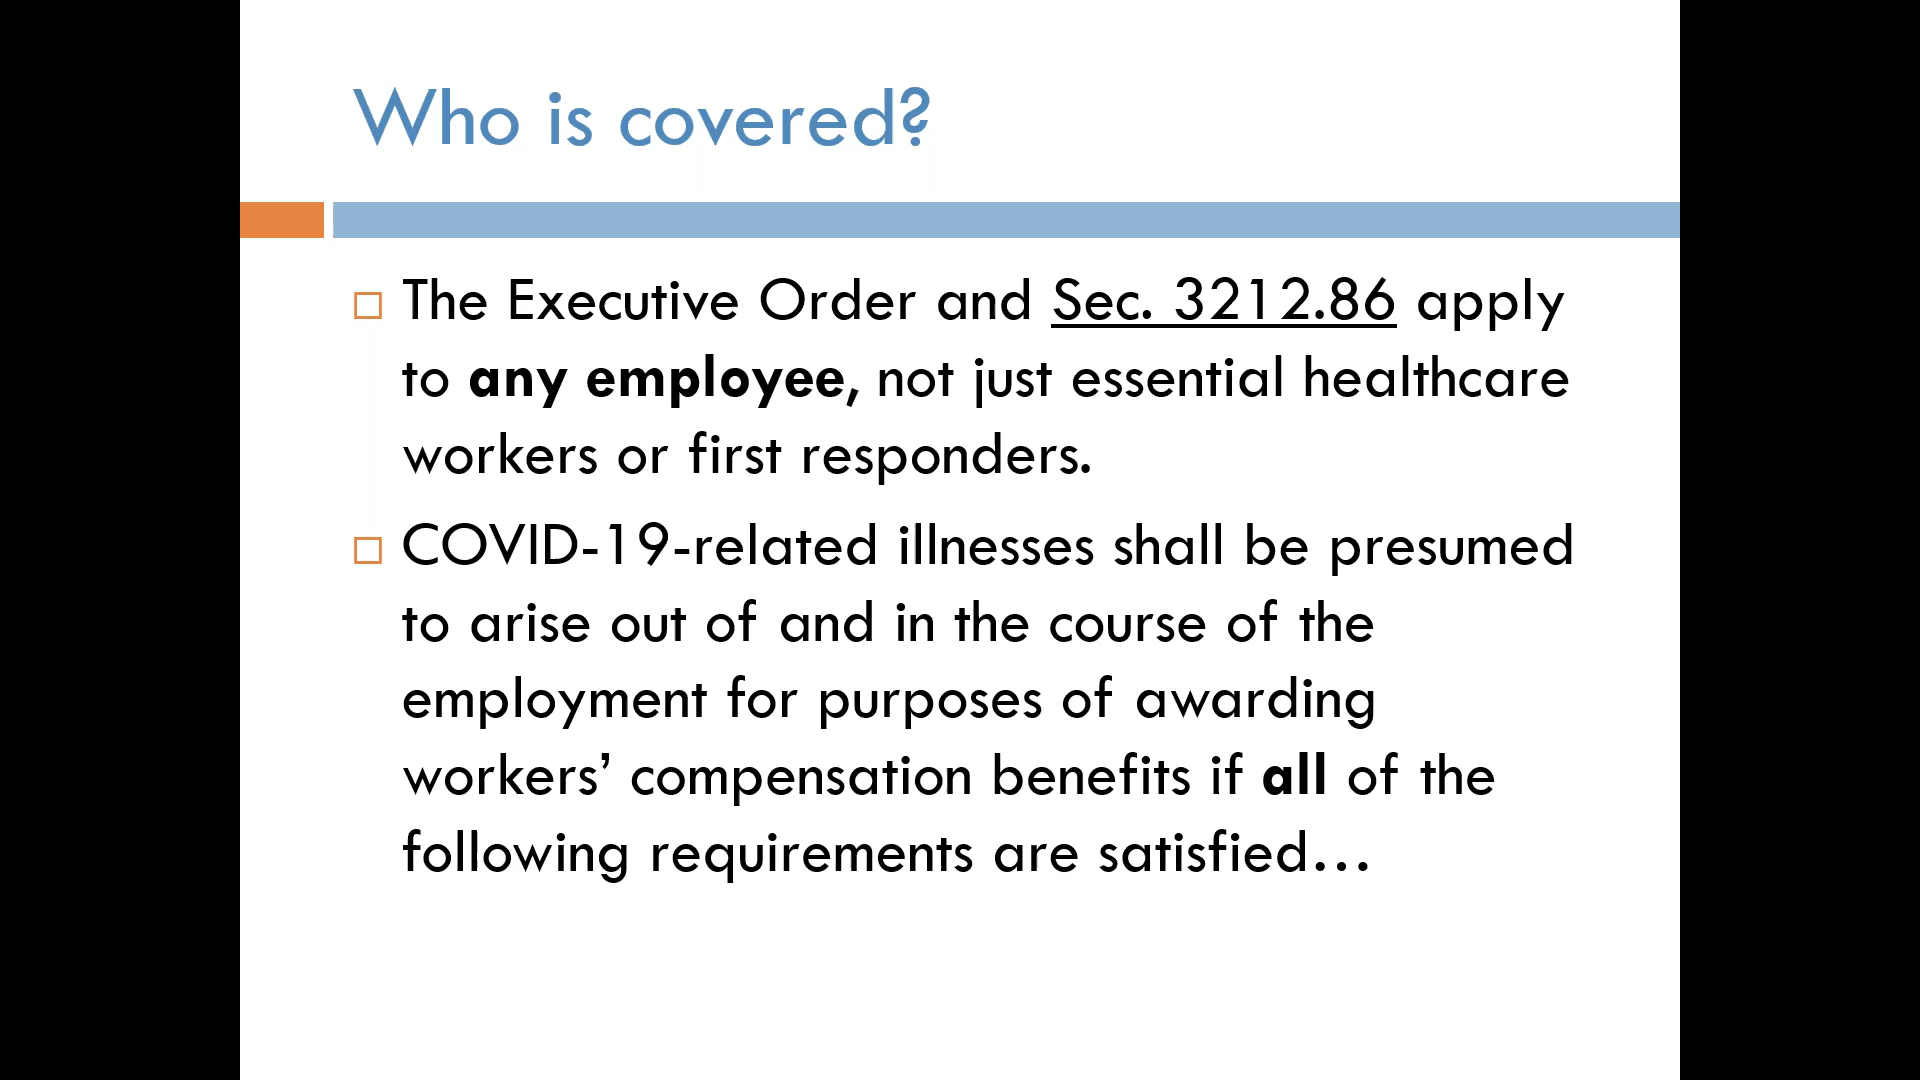 Who is covered?
The Executive Order and Sec. 3212.86 apply
to any employee, not just essential healthcare
workers or first responders.
COVID-19-related illnesses shall be presumed
to arise out of and in the course of the
employment for purposes of awarding
workers’ compensation benefits if all of the
following requirements are satisfied…